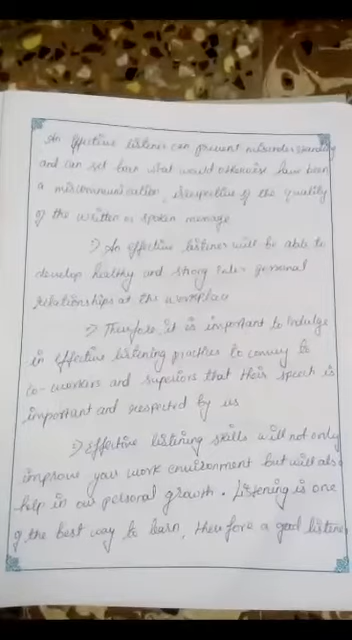 An effective listener can prevent misunderstanding
and can set down what would otherwise have been
a miscommunication, irrespective of the quality
of the written or spoken message
⇒ An effective listener will be able to
develop healthy and strong inter personal
relationships at the workplace
⇒ Therefore, it is important to indulge
in effective listening practices to convey to
co-workers and superiors that their speech is
important and respected by us
⇒ Effective listening skills will not only
improve your work environment but will also
help in our personal growth. Listening is one
of the best way to learn, therefore a good listener